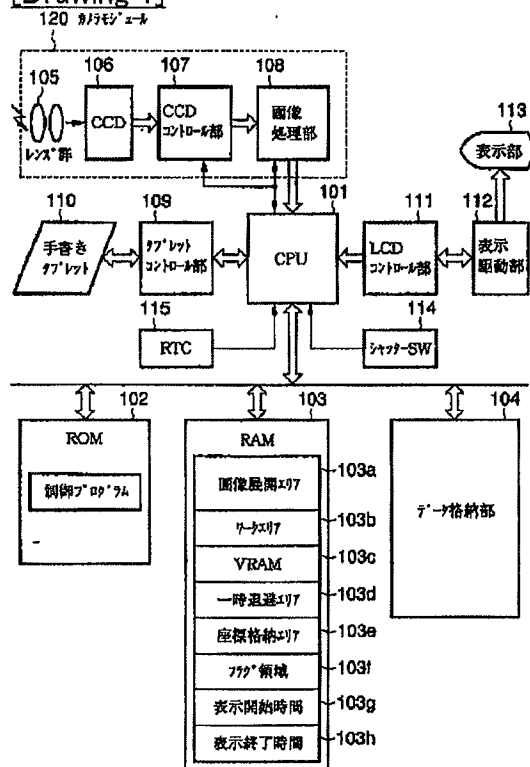 [Drawing 1]
120 カメラモジュール
105
レンズ群
106
CCD
107
CCD
コントロール部
108
画像
処理部
113
表示部
110
手書き
タブレット
109
タブレット
コントロール部
101
CPU
111
LCD
コントロール部
112
表示
駆動部
115
RTC
114
シャッターSW
102
ROM
制御プログラム
103
RAM
画像展開エリア
103a
ワークエリア
103b
VRAM
103c
一時退避エリア
103d
座標格納エリア
103e
フラグ領域
103f
表示開始時間
103g
表示終了時間
103h
104
データ格納部